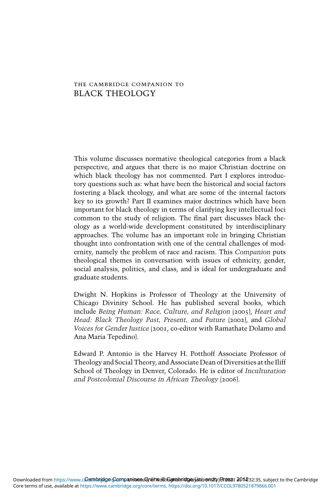 THE CAMBRIDGE COMPANION TO
BLACK THEOLOGY
This volume discusses normative theological categories from a black
perspective, and argues that there is no major Christian doctrine on
which black theology has not commented. Part I explores introduc-
tory questions such as: what have been the historical and social factors
fostering a black theology, and what are some of the internal factors
key to its growth? Part II examines major doctrines which have been
important for black theology in terms of clarifying key intellectual foci
common to the study of religion. The final part discusses black the-
ology as a world-wide development constituted by interdisciplinary
approaches. The volume has an important role in bringing Christian
thought into confrontation with one of the central challenges of mod-
ernity, namely the problem of race and racism. This Companion puts
theological themes in conversation with issues of ethnicity, gender,
social analysis, politics, and class, and is ideal for undergraduate and
graduate students.
Dwight N. Hopkins is Professor of Theology at the University of
Chicago Divinity School. He has published several books, which
include Being Human: Race, Culture, and Religion (2005), Heart and
Head: Black Theology Past, Present, and Future (2002), and Global
Voices for Gender Justice (2001, co-editor with Ramathate Dolamo and
Ana Maria Tepedino).
Edward P. Antonio is the Harvey H. Potthoff Associate Professor of
Theology and Social Theory, and Associate Dean of Diversities at the Iliff
School of Theology in Denver, Colorado. He is editor of Inculturation
and Postcolonial Discourse in African Theology (2006).
Downloaded from https://www.cambridge.org/core. subject to the Cambridge
Core terms of use, available at https://www.cambridge.org/core/terms. https://doi.org/10.1017/CCOL9780521879866.001